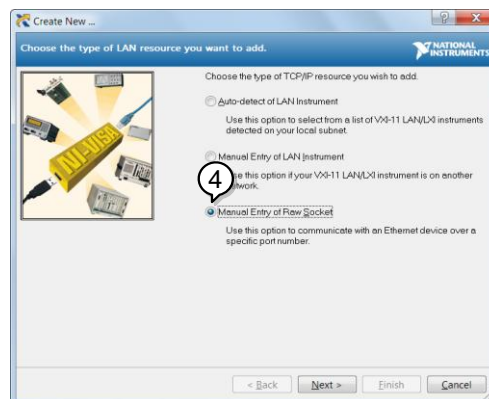 Create New ...
Choose the type of LAN resource you want to add.
NATIONAL
INSTRUMENTS
Choose the type of TCP/IP resource you wish to add.
Auto-detect of LAN Instrument
Use this option to select from a list of VXI-11 LAN/LXI instruments
detected on your local subnet.
Manual Entry of LAN Instrument
this option if your VXI-11 LAN/LXI instrument is on another
4
Manual Entry of Raw Socket
Use this option to communicate with an Ethernet device over a
specific port number.
NI-VISA
< Back
Next >
Finish
Cancel